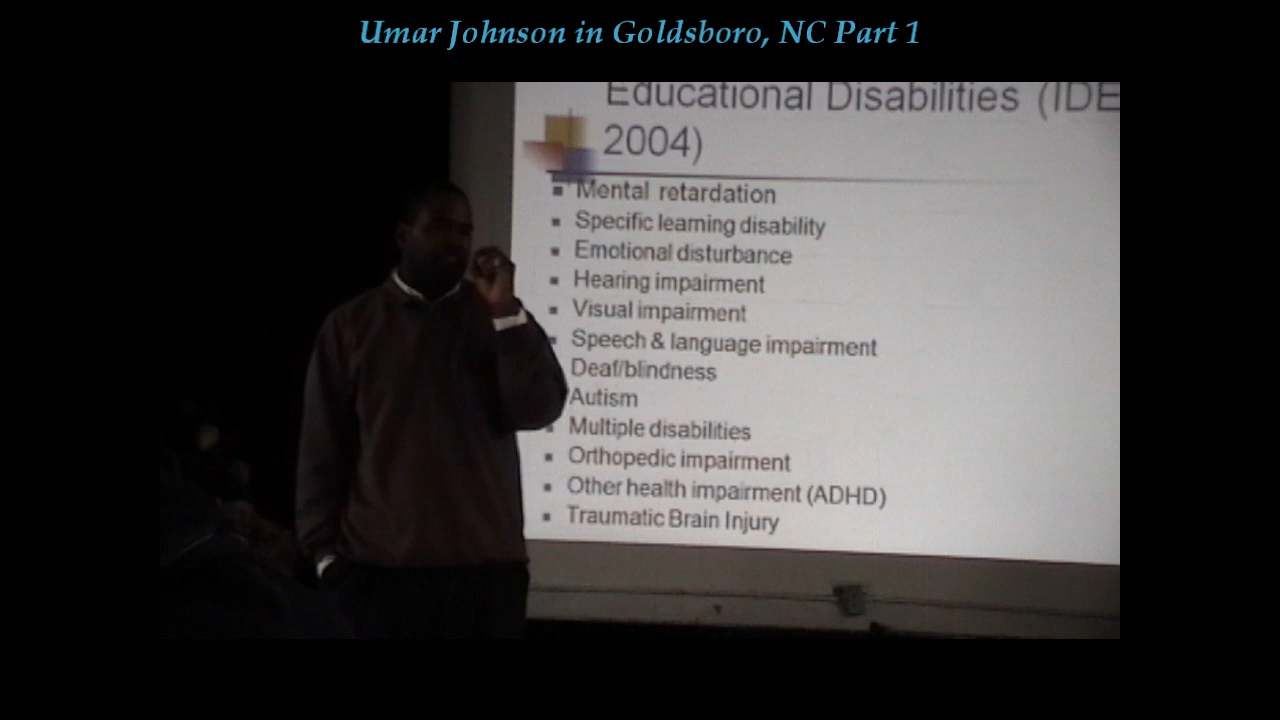 Umar Johnson in Goldsboro, NC Part 1
Educational Disabilities (IDE
2004)
Mental retardation
Specific learning disability
Emotional disturbance
Hearing impairment
Visual impairment
Speech & language impairment
Deaf/blindness
Autism
Multiple disabilities
Orthopedic impairment
Other health impairment (ADHD)
Traumatic Brain Injury